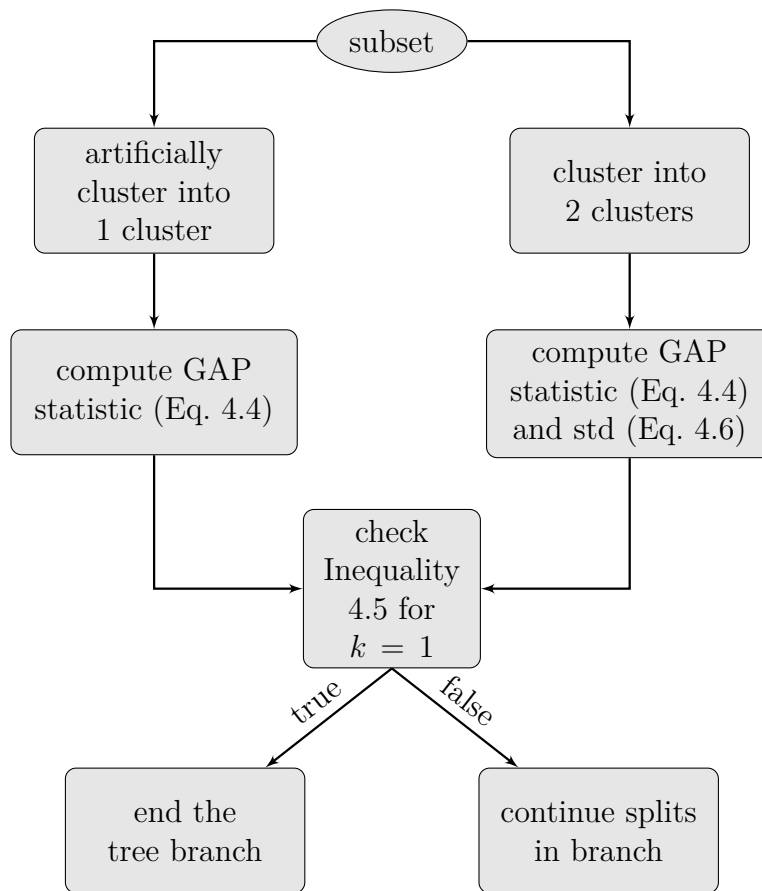 subset
artificially
cluster into
1 cluster
cluster into
2 clusters
compute GAP
statistic (Eq. 4.4)
compute GAP
statistic (Eq. 4.4)
and std (Eq. 4.6)
check
Inequality
4.5 for
k = 1
true
false
end the
tree branch
continue splits
in branch